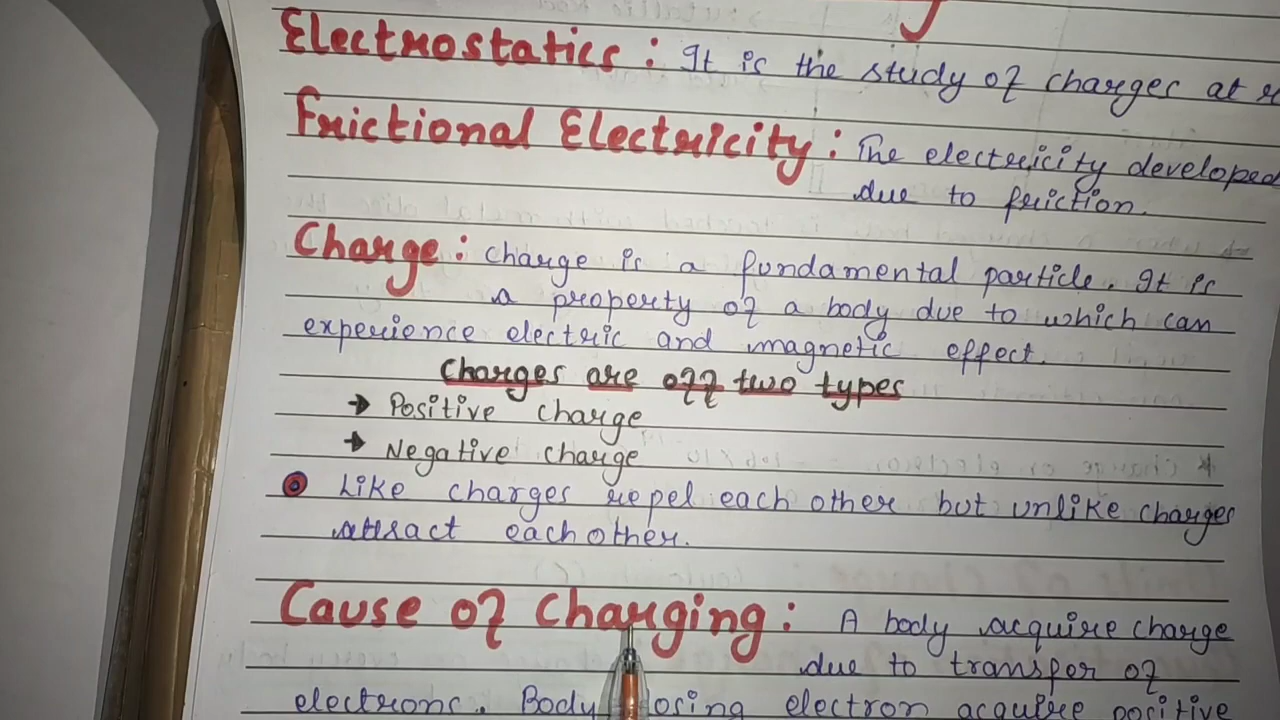 Electrostatics : It is the study of charges at
Frictional Electricity : The electricity developed
due to friction.
Charge : charge is a fundamental particle. It is
a property of a body due to which can
experience electric and magnetic effect.
Charges are off two types
→ Positive charge
→ Negative charge
Like charges repel each other but unlike charges
attract each other.
Cause of Charging : A body acquire charge
due to transfer of
electrons. Body losing electron acquire positive